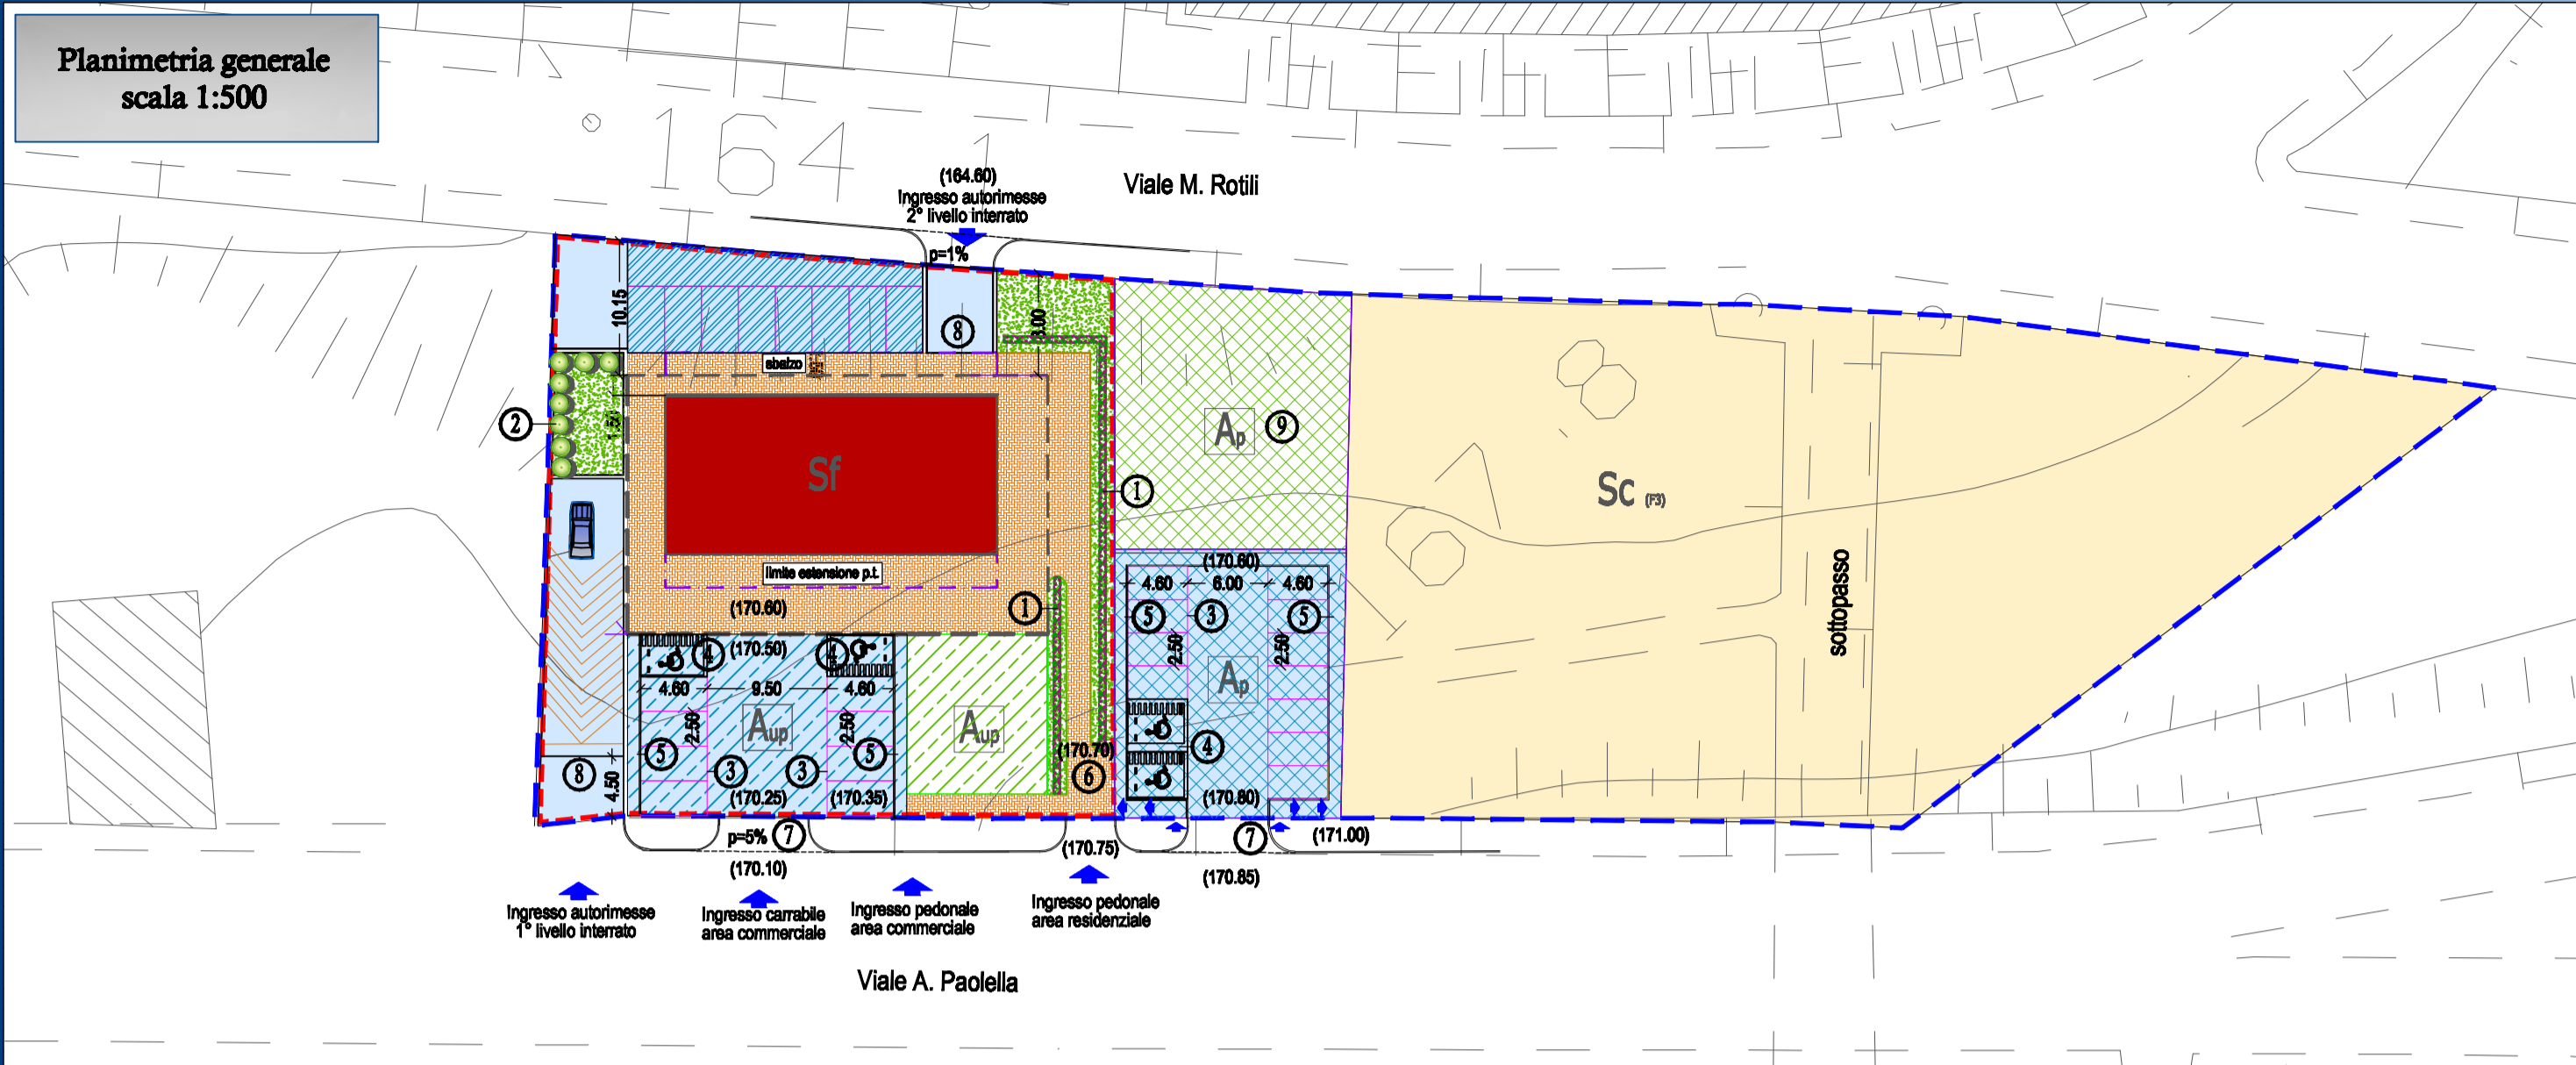 Planimetria generale
scala 1:500
164 1
(164.60)
Ingresso autorimesse
2° livello interrato
p=1%
Viale M. Rotili
10.15
8
sbalzo
2
Sf
limite estensione p.t.
(170.60)
1
1
Ap
9
Sc (F3)
sottopasso
(170.60)
4.60
6.00
4.60
5
3
5
2.50
2.50
Ap
4
(170.80)
4
(170.50)
4
4.60
9.50
4.60
2.50
2.50
Aup
Aup
5
5
3
3
(170.25)
(170.35)
(170.70)
6
8
4.50
p=5%
7
(170.10)
(170.75)
7
(171.00)
(170.85)
Ingresso autorimesse
1° livello interrato
Ingresso carrabile
area commerciale
Ingresso pedonale
area commerciale
Ingresso pedonale
area residenziale
Viale A. Paolella